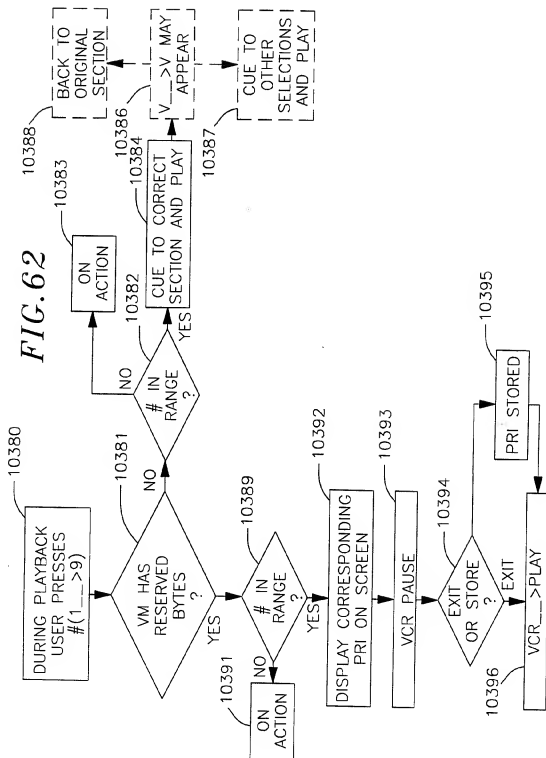 FIG.62
10380
DURING PLAYBACK
USER PRESSES
#(1__>9)
10381
VM HAS
RESERVED
BYTES
?
NO
YES
10382
# IN
RANGE
?
NO
YES
10383
ON
ACTION
10384
CUE TO CORRECT
SECTION AND PLAY
10386
V__>V MAY
APPEAR
10388
BACK TO
ORIGINAL
SECTION
10387
CUE TO
OTHER
SELECTIONS
AND PLAY
10389
# IN
RANGE
?
NO
YES
10391
ON
ACTION
10392
DISPLAY CORRESPONDING
PRI ON SCREEN
10393
VCR PAUSE
10394
EXIT
OR STORE
?
EXIT
10395
PRI STORED
10396
VCR__>PLAY